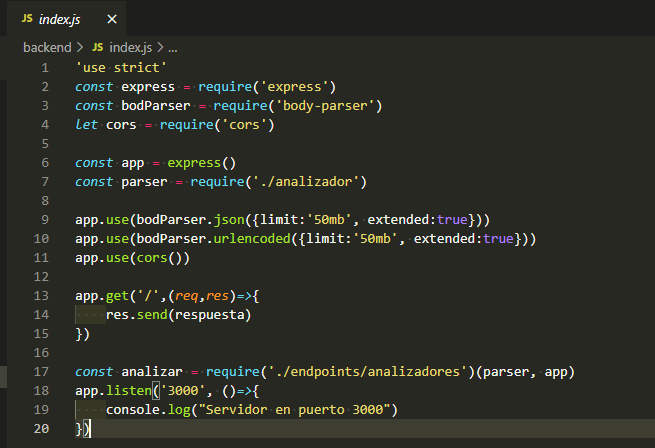 JS index.js ×
backend > JS index.js > ...
1 'use strict'
2 const express = require('express')
3 const bodParser = require('body-parser')
4 let cors = require('cors')
5
6 const app = express()
7 const parser = require('./analizador')
8
9 app.use(bodParser.json({limit:'50mb', extended:true}))
10 app.use(bodParser.urlencoded({limit:'50mb', extended:true}))
11 app.use(cors())
12
13 app.get('/',(req,res)=>{
14 res.send(respuesta)
15 })
16
17 const analizar = require('./endpoints/analizadores')(parser, app)
18 app.listen('3000', ()=>{
19 console.log("Servidor en puerto 3000")
20 })